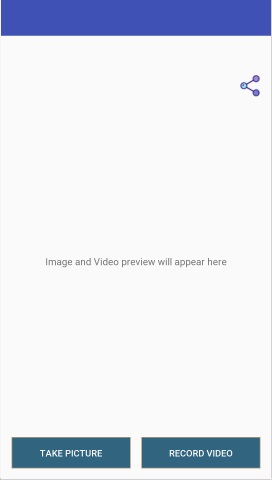 Image and Video preview will appear here
TAKE PICTURE
RECORD VIDEO